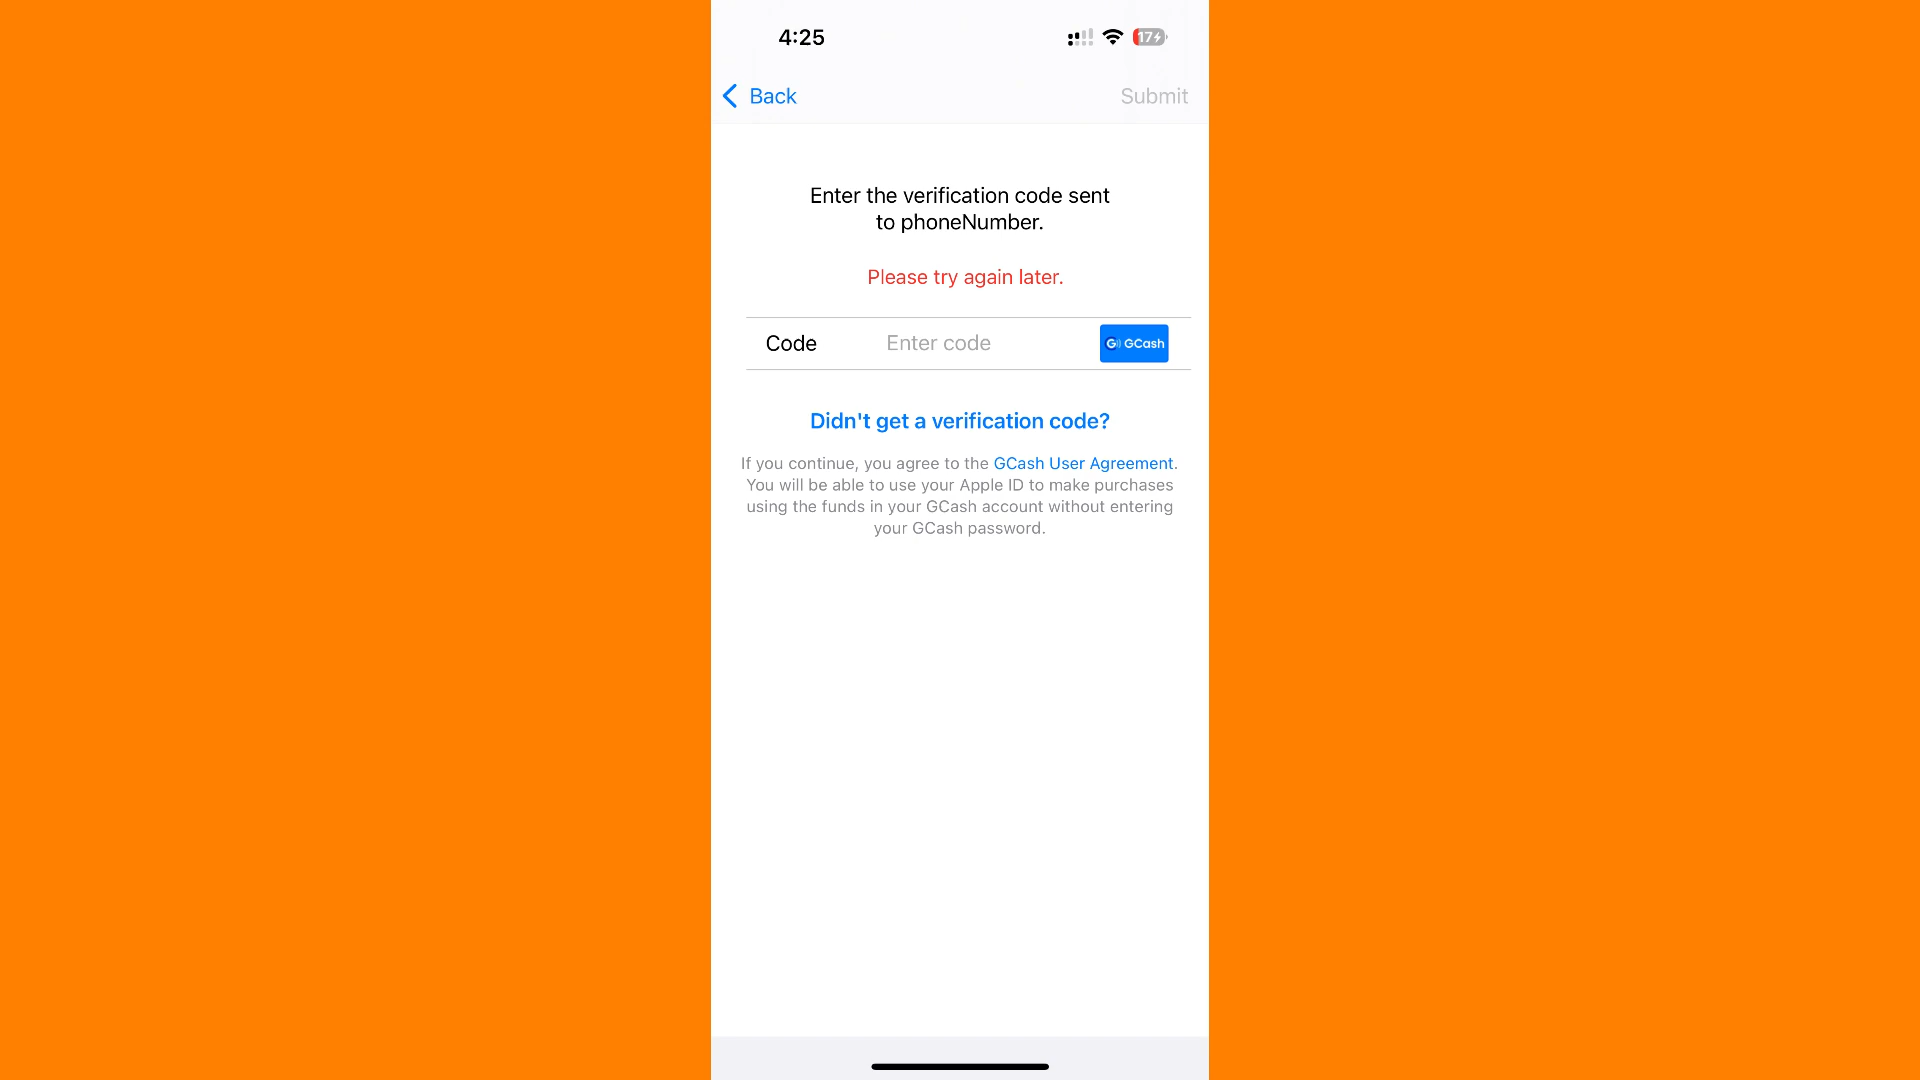 4:25
17
Back
Submit
Enter the verification code sent
to phoneNumber.
Please try again later.
Code
Enter code
G GCash
Didn't get a verification code?
If you continue, you agree to the GCash User Agreement.
You will be able to use your Apple ID to make purchases
using the funds in your GCash account without entering
your GCash password.